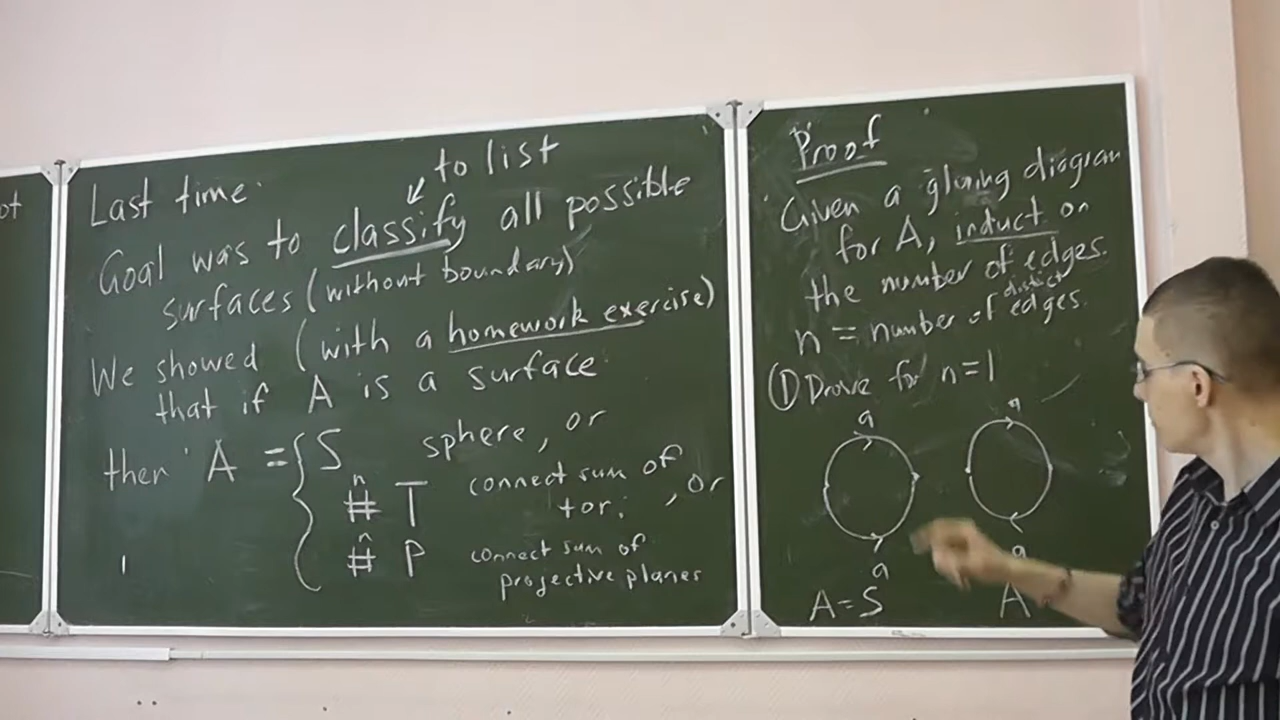 ot
Last time:
to list
Goal was to classify all possible
surfaces (without boundary)
We showed (with a homework exercise)
that if A is a surface
then A = { S sphere, or
n
# T connect sum of
tori, or
n
# P connect sum of
projective planes
Proof
Given a gluing diagram
for A, induct on
the number of edges.
distict
n = number of edges.
① Prove for n=1
a
a
a
a
A=S
A